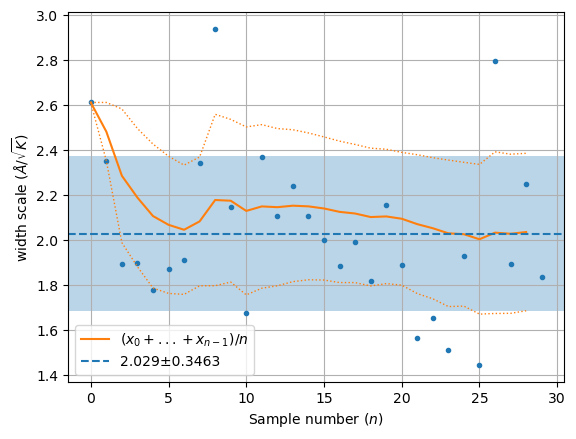 3.0
2.8
2.6
2.4
2.2
2.0
1.8
1.6
1.4
width scale (Å/√K)
(x₀ + ... + xₙ₋₁)/n
2.029±0.3463
0 5 10 15 20 25 30
Sample number (n)